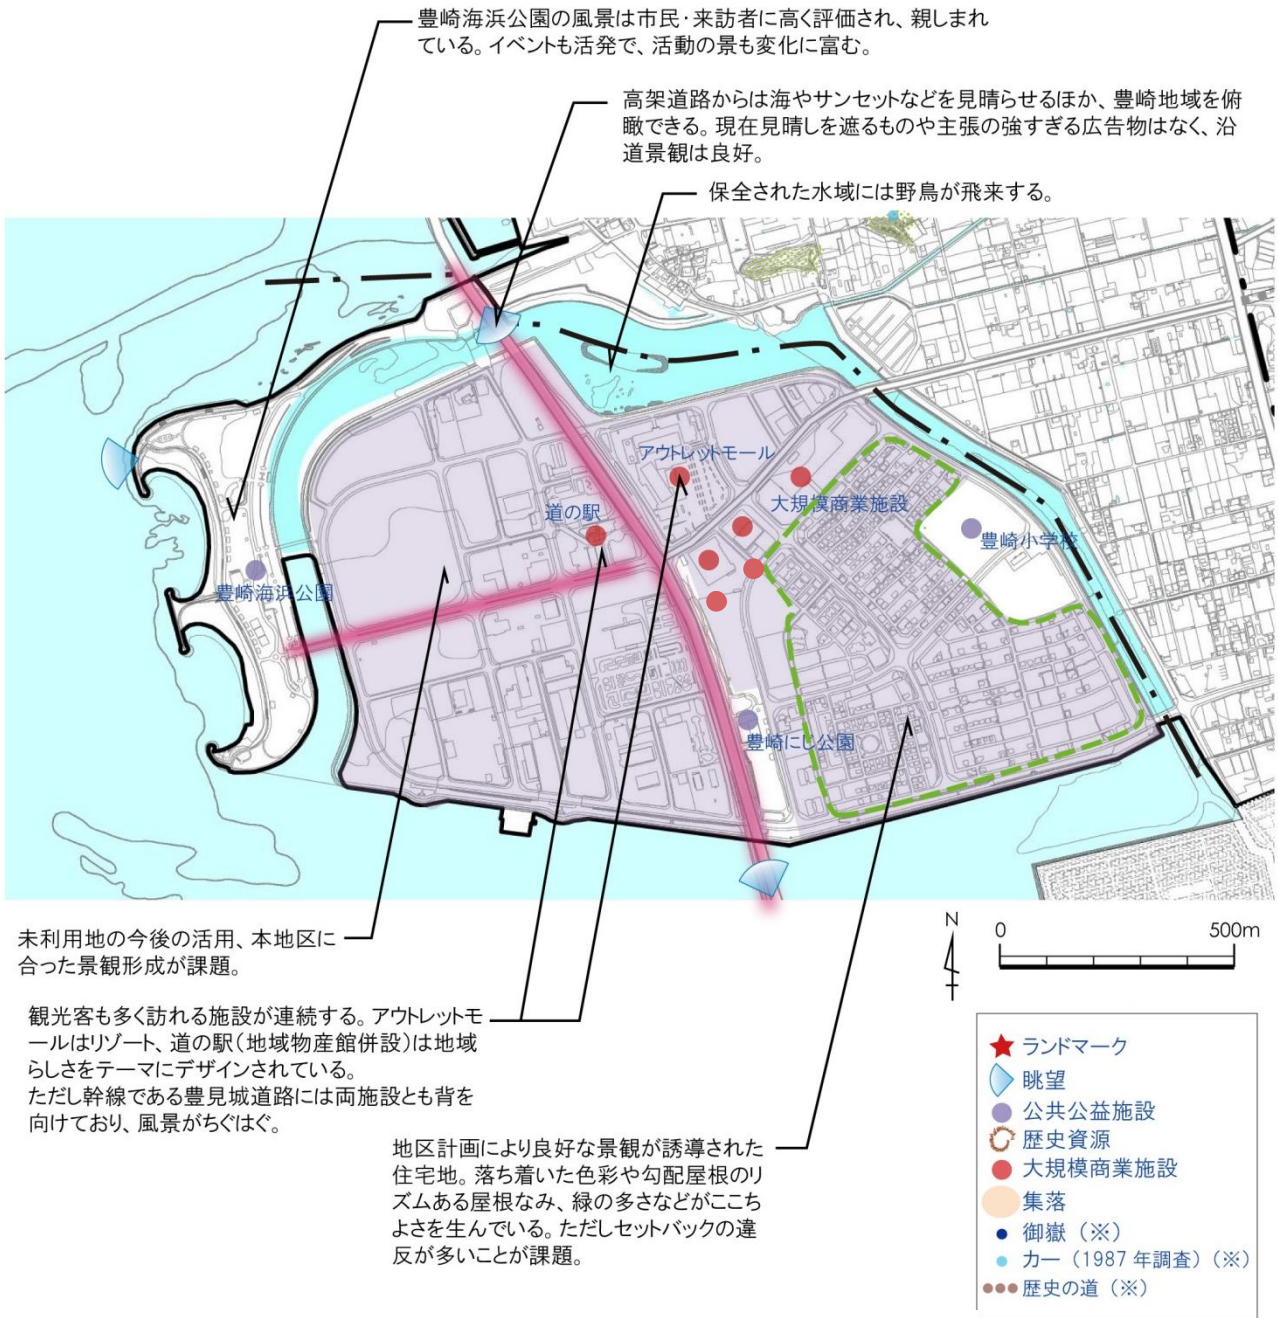 豊崎海浜公園の風景は市民・来訪者に高く評価され、親しまれ
ている。イベントも活発で、活動の景も変化に富む。
高架道路からは海やサンセットなどを見晴らせるほか、豊崎地域を俯
瞰できる。現在見晴しを遮るものや主張の強すぎる広告物はなく、沿
道景観は良好。
保全された水域には野鳥が飛来する。
アウトレットモール
大規模商業施設
道の駅
豊崎小学校
豊崎海浜公園
豊崎にじ公園
未利用地の今後の活用、本地区に
合った景観形成が課題。
観光客も多く訪れる施設が連続する。アウトレットモ
ールはリゾート、道の駅(地域物産館併設)は地域
らしさをテーマにデザインされている。
ただし幹線である豊見城道路には両施設とも背を
向けており、風景がちぐはぐ。
地区計画により良好な景観が誘導された
住宅地。落ち着いた色彩や勾配屋根のリ
ズムある屋根なみ、緑の多さなどがここち
よさを生んでいる。ただしセットバックの違
反が多いことが課題。
N
0 500m
ランドマーク
眺望
公共公益施設
歴史資源
大規模商業施設
集落
御嶽(※)
カー(1987年調査)(※)
歴史の道(※)